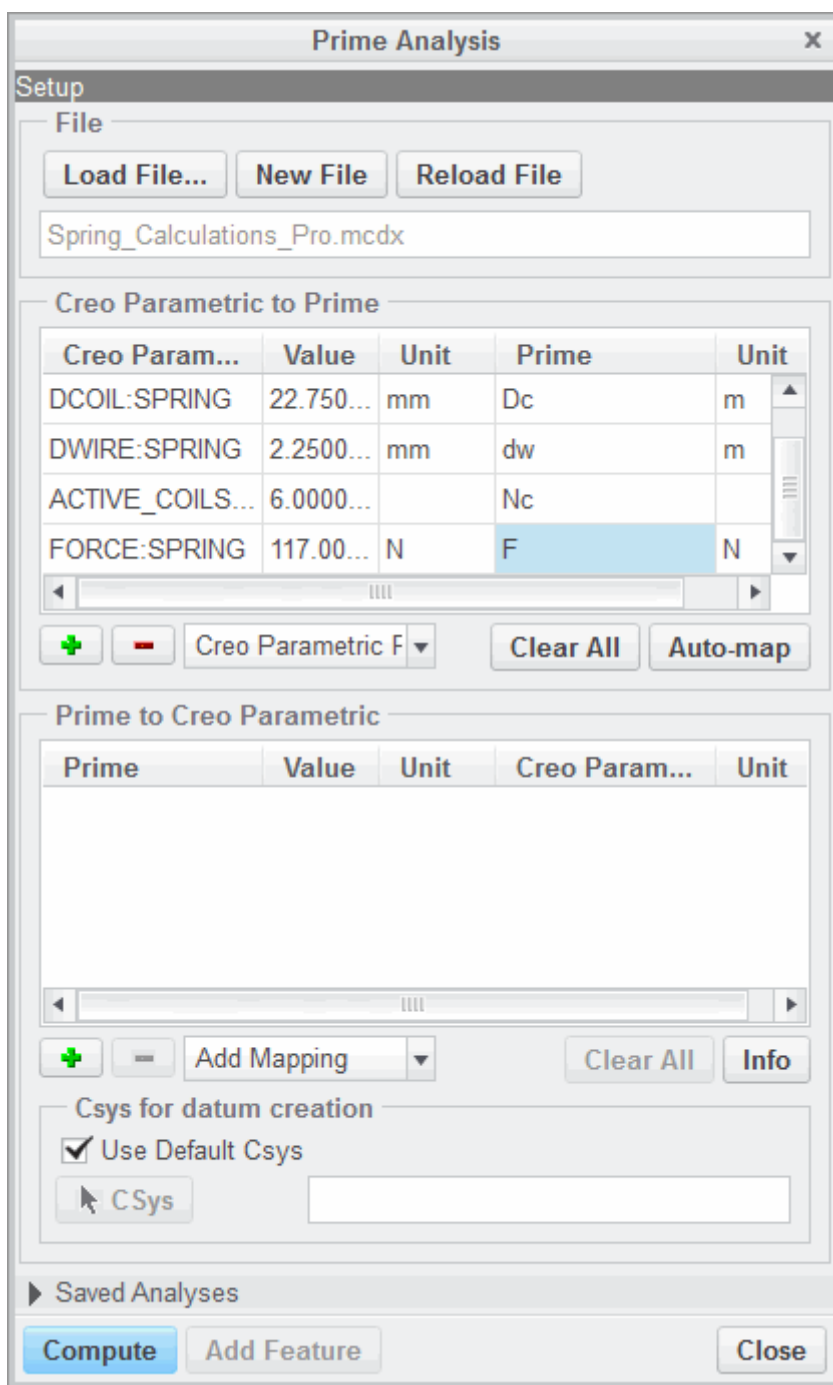 Prime Analysis
Setup
File
Load File... New File Reload File
Spring_Calculations_Pro.mcdx
Creo Parametric to Prime
Creo Param... Value Unit Prime Unit
DCOIL:SPRING 22.750... mm Dc m
DWIRE:SPRING 2.2500... mm dw m
ACTIVE_COILS... 6.0000... Nc
FORCE:SPRING 117.00... N F N
Creo Parametric Clear All Auto-map
Prime to Creo Parametric
Prime Value Unit Creo Param... Unit
Add Mapping Clear All Info
Csys for datum creation
Use Default Csys
CSys
Saved Analyses
Compute Add Feature Close